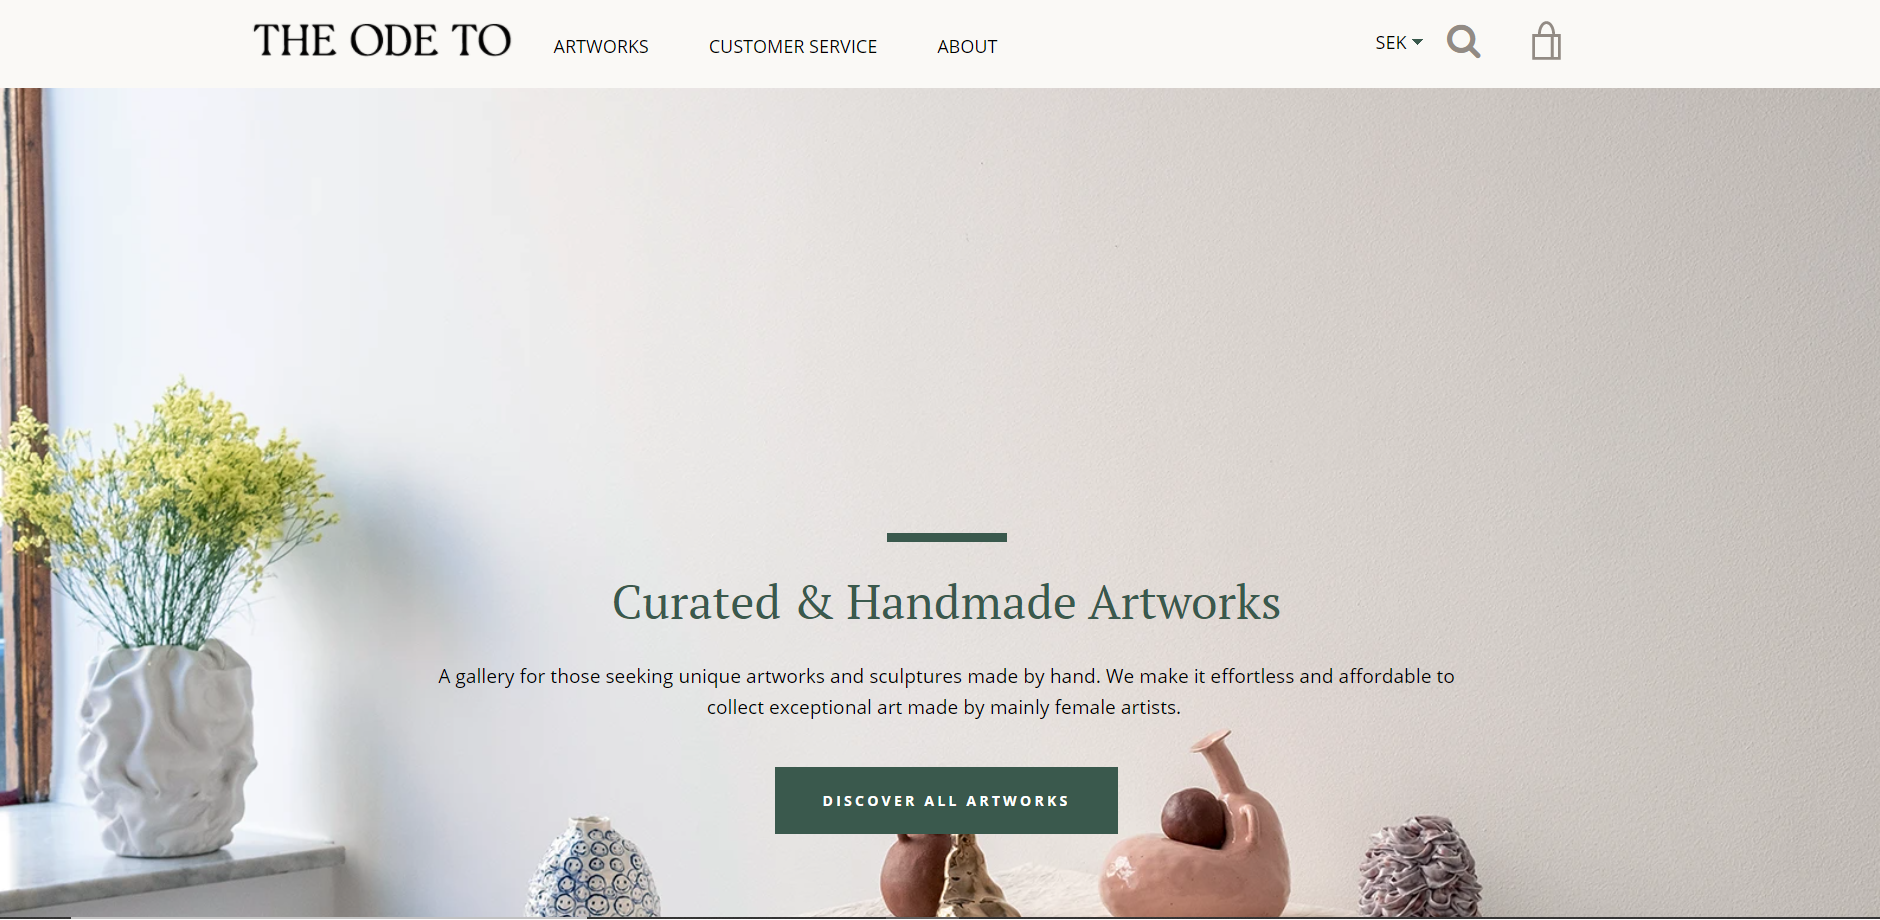 THE ODE TO
ARTWORKS
CUSTOMER SERVICE
ABOUT
SEK
Curated & Handmade Artworks
A gallery for those seeking unique artworks and sculptures made by hand. We make it effortless and affordable to
collect exceptional art made by mainly female artists.
DISCOVER ALL ARTWORKS